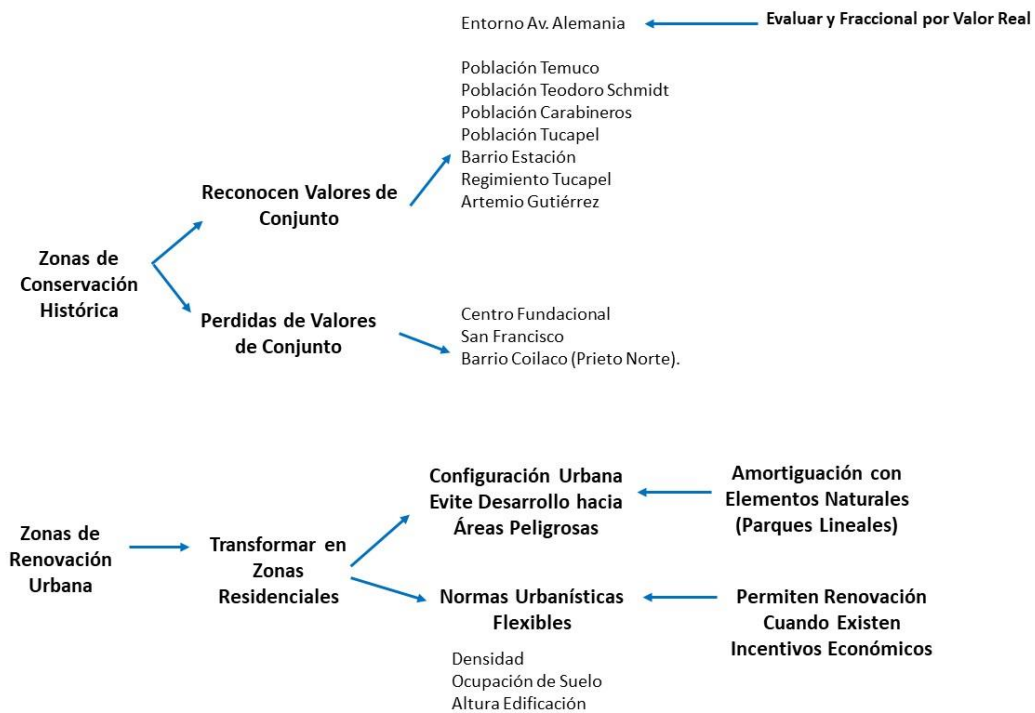 Entorno Av. Alemania
Evaluar y Fraccional por Valor Real
Población Temuco
Población Teodoro Schmidt
Población Carabineros
Población Tucapel
Barrio Estación
Regimiento Tucapel
Artemio Gutiérrez
Reconocen Valores de
Conjunto
Zonas de
Conservación
Histórica
Perdidas de Valores
de Conjunto
Centro Fundacional
San Francisco
Barrio Coilaco (Prieto Norte).
Configuración Urbana
Evite Desarrollo hacia
Áreas Peligrosas
Amortiguación con
Elementos Naturales
(Parques Lineales)
Zonas de
Renovación
Urbana
Transformar en
Zonas
Residenciales
Normas Urbanísticas
Flexibles
Permiten Renovación
Cuando Existen
Incentivos Económicos
Densidad
Ocupación de Suelo
Altura Edificación